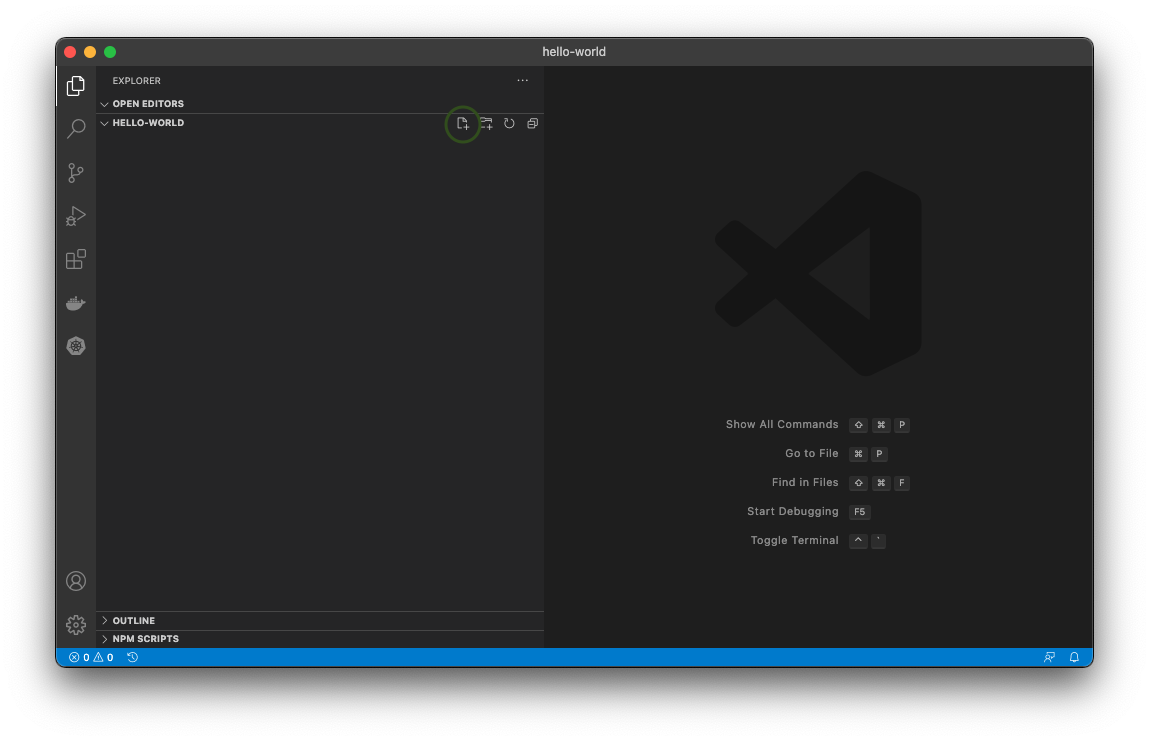 hello-world
EXPLORER
OPEN EDITORS
HELLO-WORLD
Show All Commands ⇧ ⌘ P
Go to File ⌘ P
Find in Files ⇧ ⌘ F
Start Debugging F5
Toggle Terminal ^ `
OUTLINE
NPM SCRIPTS
0 0